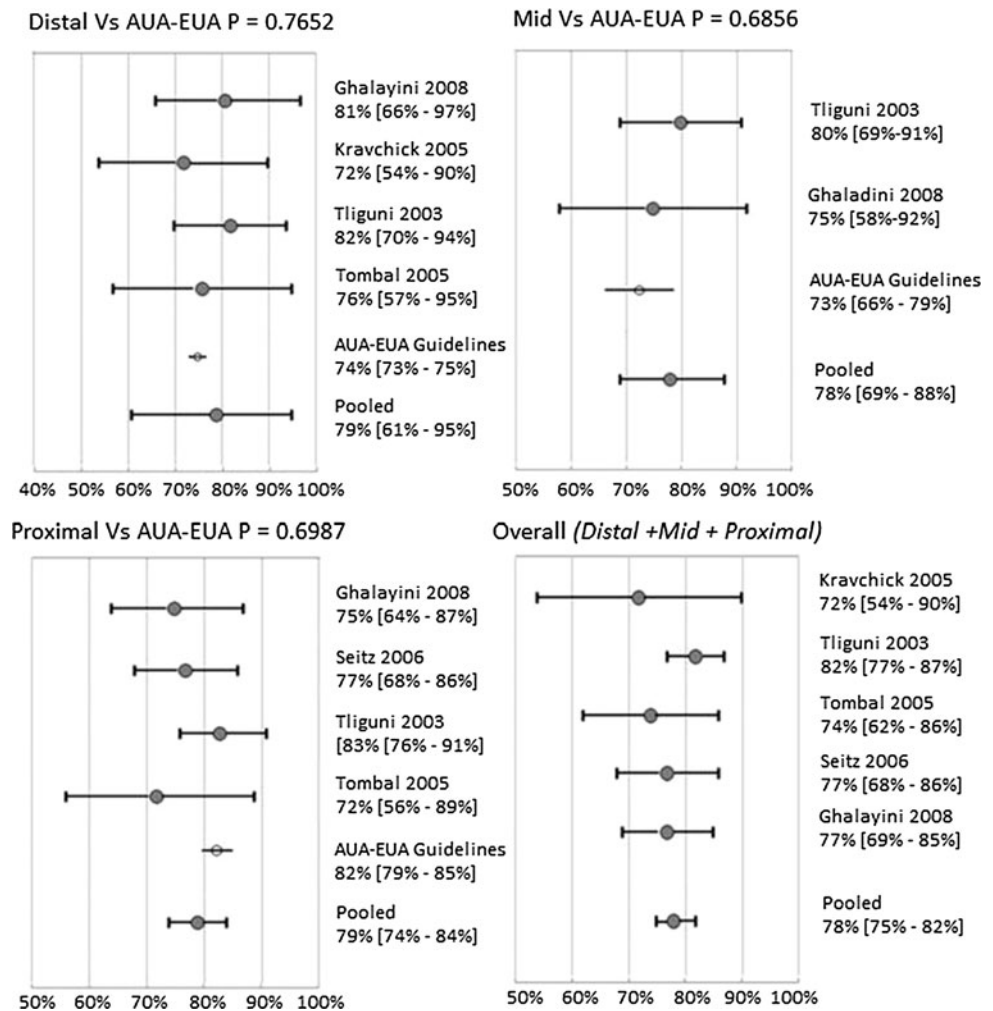 Distal Vs AUA-EUA P = 0.7652
Ghalayini 2008
81% [66% - 97%]
Kravchick 2005
72% [54% - 90%]
Tliguni 2003
82% [70% - 94%]
Tombal 2005
76% [57% - 95%]
AUA-EUA Guidelines
74% [73% - 75%]
Pooled
79% [61% - 95%]
40% 50% 60% 70% 80% 90% 100%
Mid Vs AUA-EUA P = 0.6856
Tliguni 2003
80% [69%-91%]
Ghaladini 2008
75% [58%-92%]
AUA-EUA Guidelines
73% [66% - 79%]
Pooled
78% [69% - 88%]
50% 60% 70% 80% 90% 100%
Proximal Vs AUA-EUA P = 0.6987
Ghalayini 2008
75% [64% - 87%]
Seitz 2006
77% [68% - 86%]
Tliguni 2003
[83% [76% - 91%]
Tombal 2005
72% [56% - 89%]
AUA-EUA Guidelines
82% [79% - 85%]
Pooled
79% [74% - 84%]
50% 60% 70% 80% 90% 100%
Overall (Distal +Mid + Proximal)
Kravchick 2005
72% [54% - 90%]
Tliguni 2003
82% [77% - 87%]
Tombal 2005
74% [62% - 86%]
Seitz 2006
77% [68% - 86%]
Ghalayini 2008
77% [69% - 85%]
Pooled
78% [75% - 82%]
50% 60% 70% 80% 90% 100%